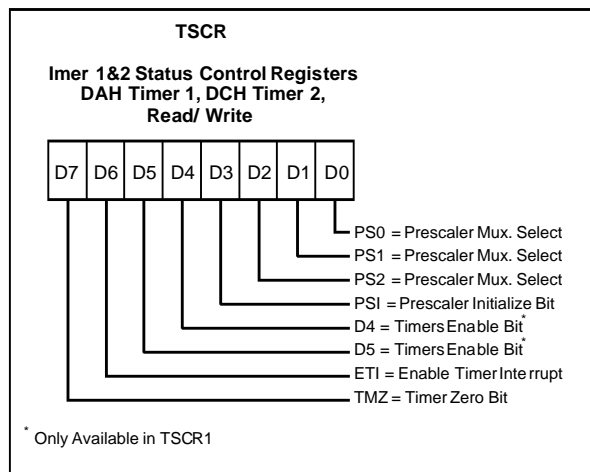 TSCR
Imer 1&2 Status Control Registers
DAH Timer 1, DCH Timer 2,
Read/ Write
D7 D6 D5 D4 D3 D2 D1 D0
PS0 = Prescaler Mux. Select
PS1 = Prescaler Mux. Select
PS2 = Prescaler Mux. Select
PSI = Prescaler Initialize Bit
D4 = Timers Enable Bit*
D5 = Timers Enable Bit*
ETI = Enable Timer Interrupt
TMZ = Timer Zero Bit
* Only Available in TSCR1